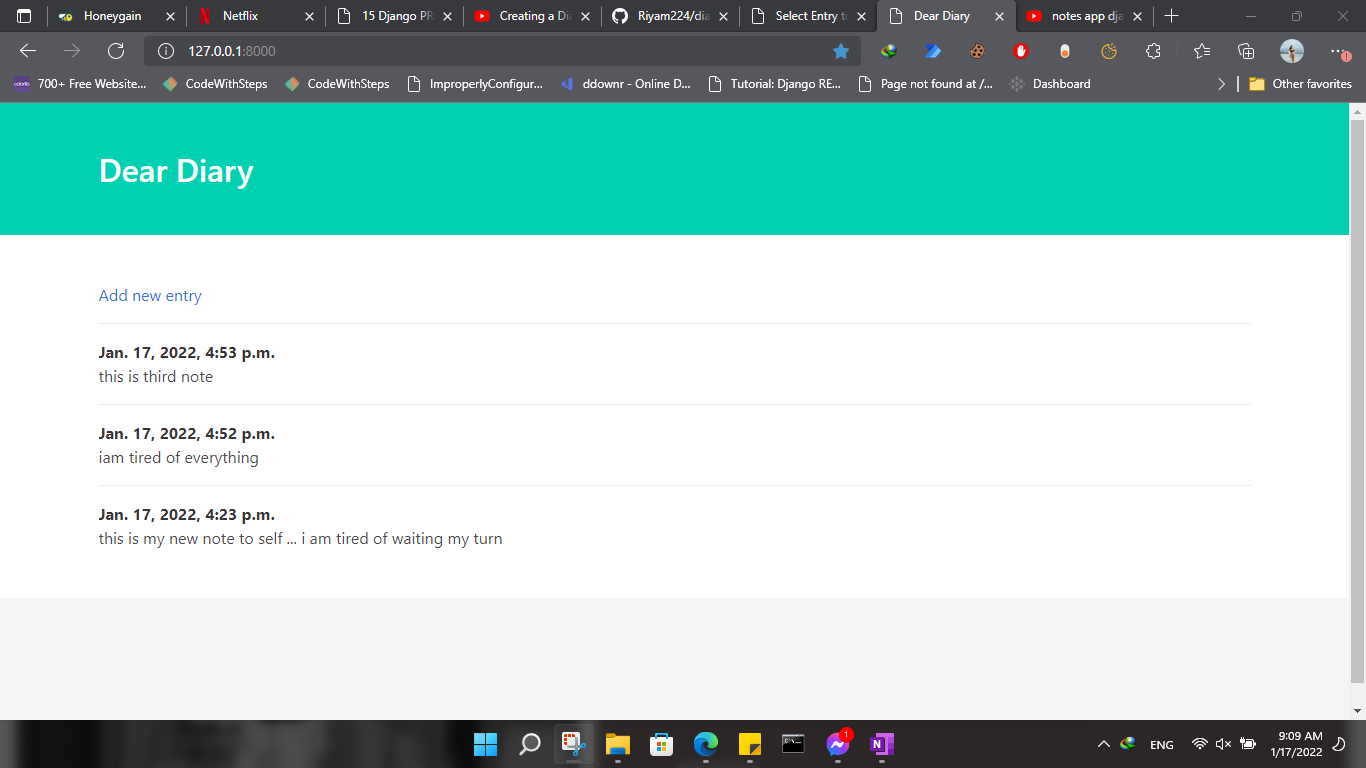 Honeygain
Netflix
15 Django PR
Creating a Di
Riyam224/dia
Select Entry t
Dear Diary
notes app dja
127.0.0.1:8000
700+ Free Website...
CodeWithSteps
CodeWithSteps
ImproperlyConfigur...
ddownr - Online D...
Tutorial: Django RE...
Page not found at /...
Dashboard
Other favorites
Dear Diary
Add new entry
Jan. 17, 2022, 4:53 p.m.
this is third note
Jan. 17, 2022, 4:52 p.m.
iam tired of everything
Jan. 17, 2022, 4:23 p.m.
this is my new note to self ... i am tired of waiting my turn
1
ENG
9:09 AM
1/17/2022